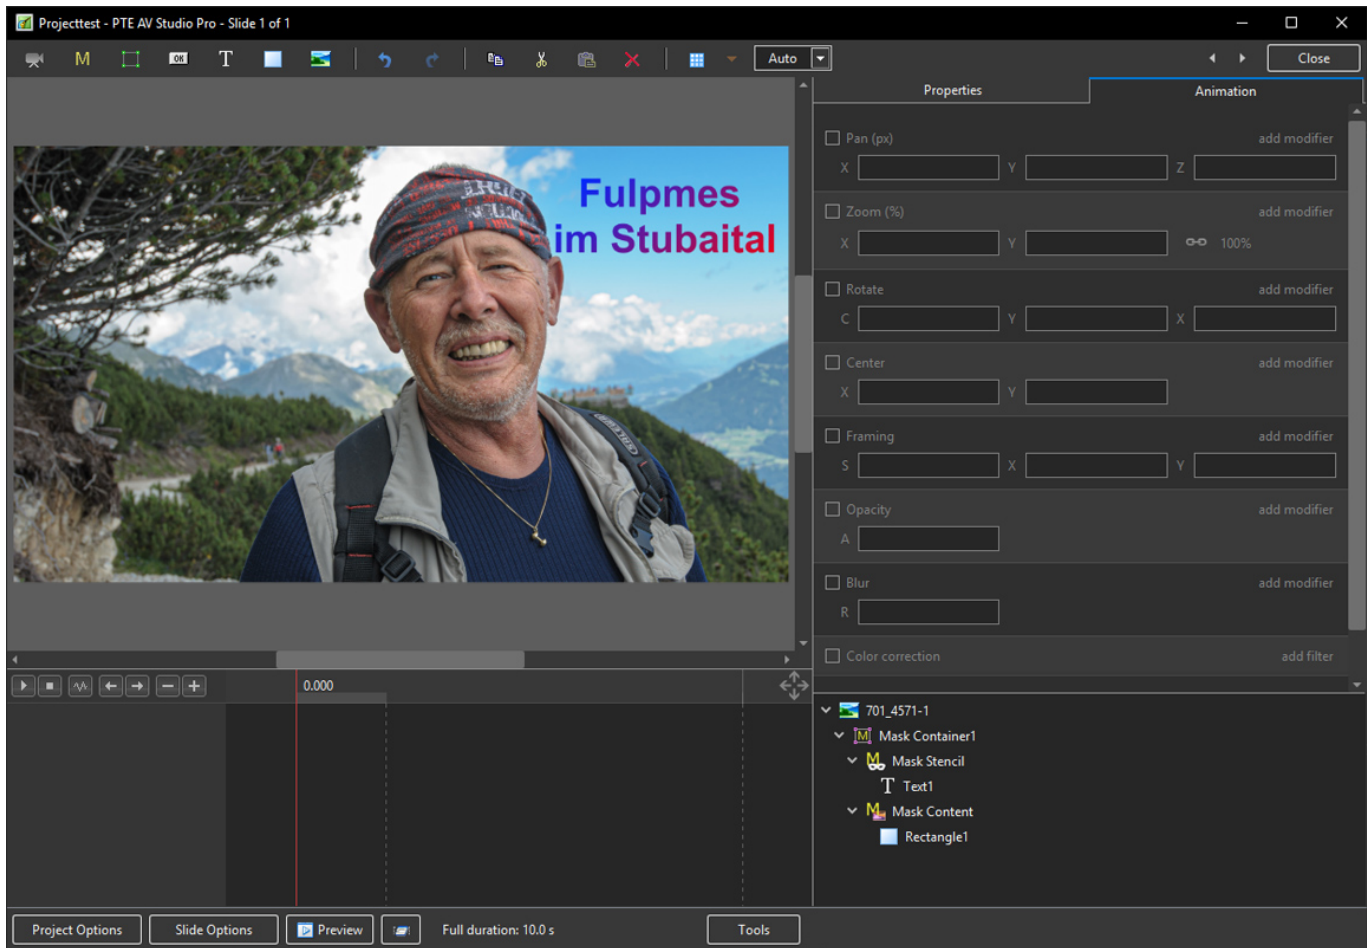 Projecttest - PTE AV Studio Pro - Slide 1 of 1
M
OK
T
Auto
Close
Properties
Animation
Pan (px)
add modifier
X
Y
Z
Zoom (%)
add modifier
X
Y
100%
Rotate
add modifier
C
Y
X
Center
add modifier
X
Y
Framing
add modifier
S
X
Y
Opacity
add modifier
A
Blur
add modifier
R
Color correction
add filter
Fulpmes
im Stubaital
0.000
701_4571-1
M Mask Container1
M Mask Stencil
T Text1
M Mask Content
Rectangle1
Project Options
Slide Options
Preview
Full duration: 10.0 s
Tools